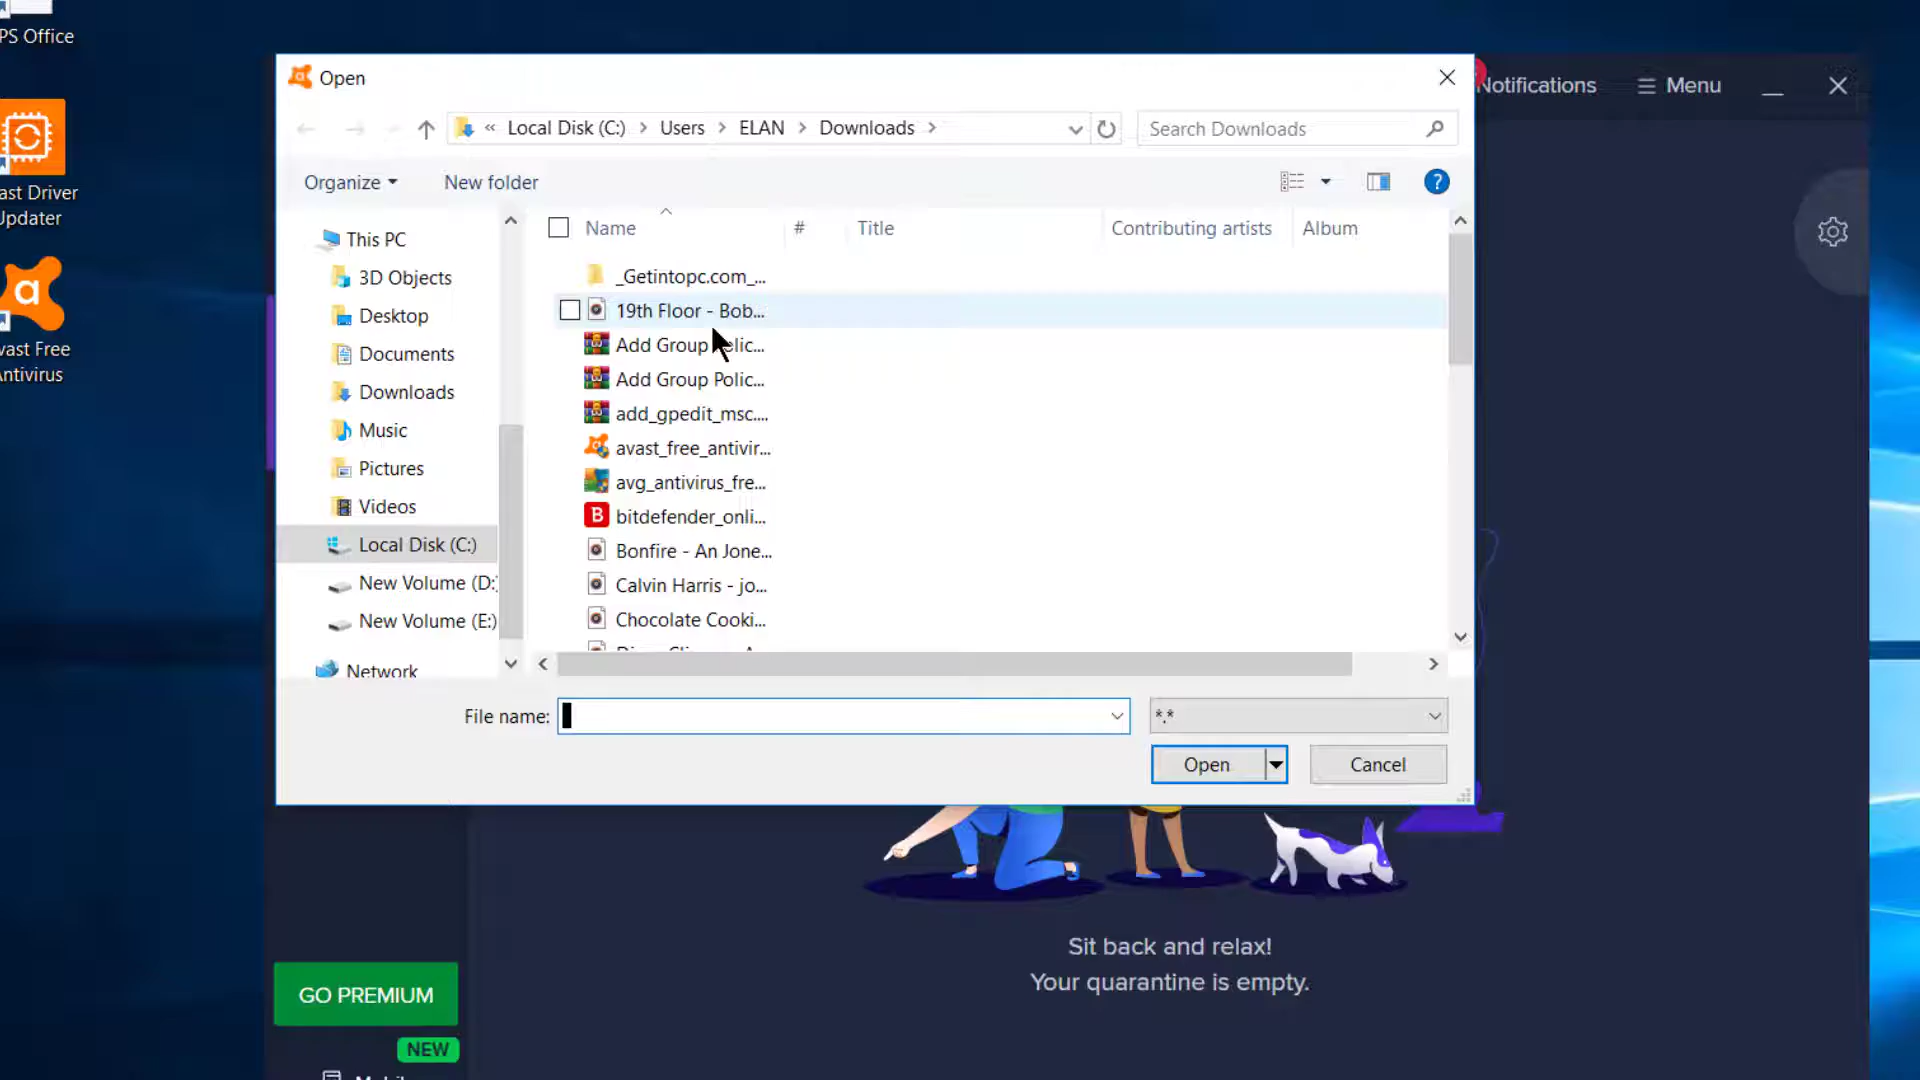 PS Office
ast Driver
Updater
vast Free
Antivirus
Open
Notifications
Menu
« Local Disk (C:) > Users > ELAN > Downloads >
Search Downloads
Organize
New folder
?
Name
#
Title
Contributing artists
Album
This PC
3D Objects
Desktop
Documents
Downloads
Music
Pictures
Videos
Local Disk (C:)
New Volume (D:
New Volume (E:)
Network
_Getintopc.com_...
19th Floor - Bob...
Add Group Polic...
Add Group Polic...
add_gpedit_msc....
avast_free_antivir...
avg_antivirus_fre...
B bitdefender_onli...
Bonfire - An Jone...
Calvin Harris - jo...
Chocolate Cooki...
File name:
*.*
Open
Cancel
Sit back and relax!
Your quarantine is empty.
GO PREMIUM
NEW